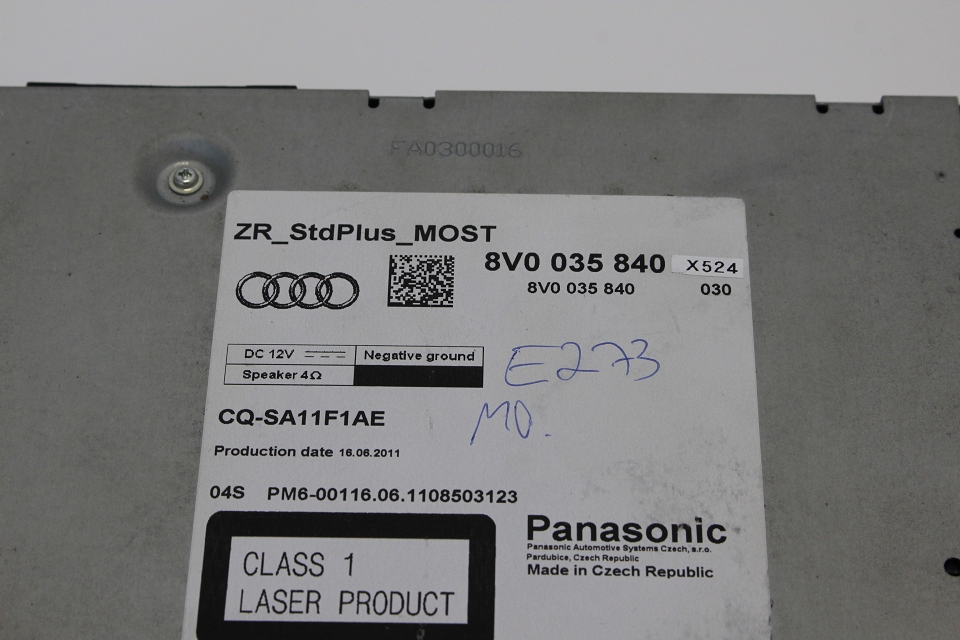 FA0300016
ZR_StdPlus_MOST
8V0 035 840 X524
8V0 035 840 030
DC 12V Negative ground
Speaker 4Ω
E273
MO.
CQ-SA11F1AE
Production date 16.06.2011
04S PM6-00116.06.1108503123
Panasonic
Panasonic Automotive Systems Czech, s.r.o.
Pardubice, Czech Republic
Made in Czech Republic
CLASS 1
LASER PRODUCT